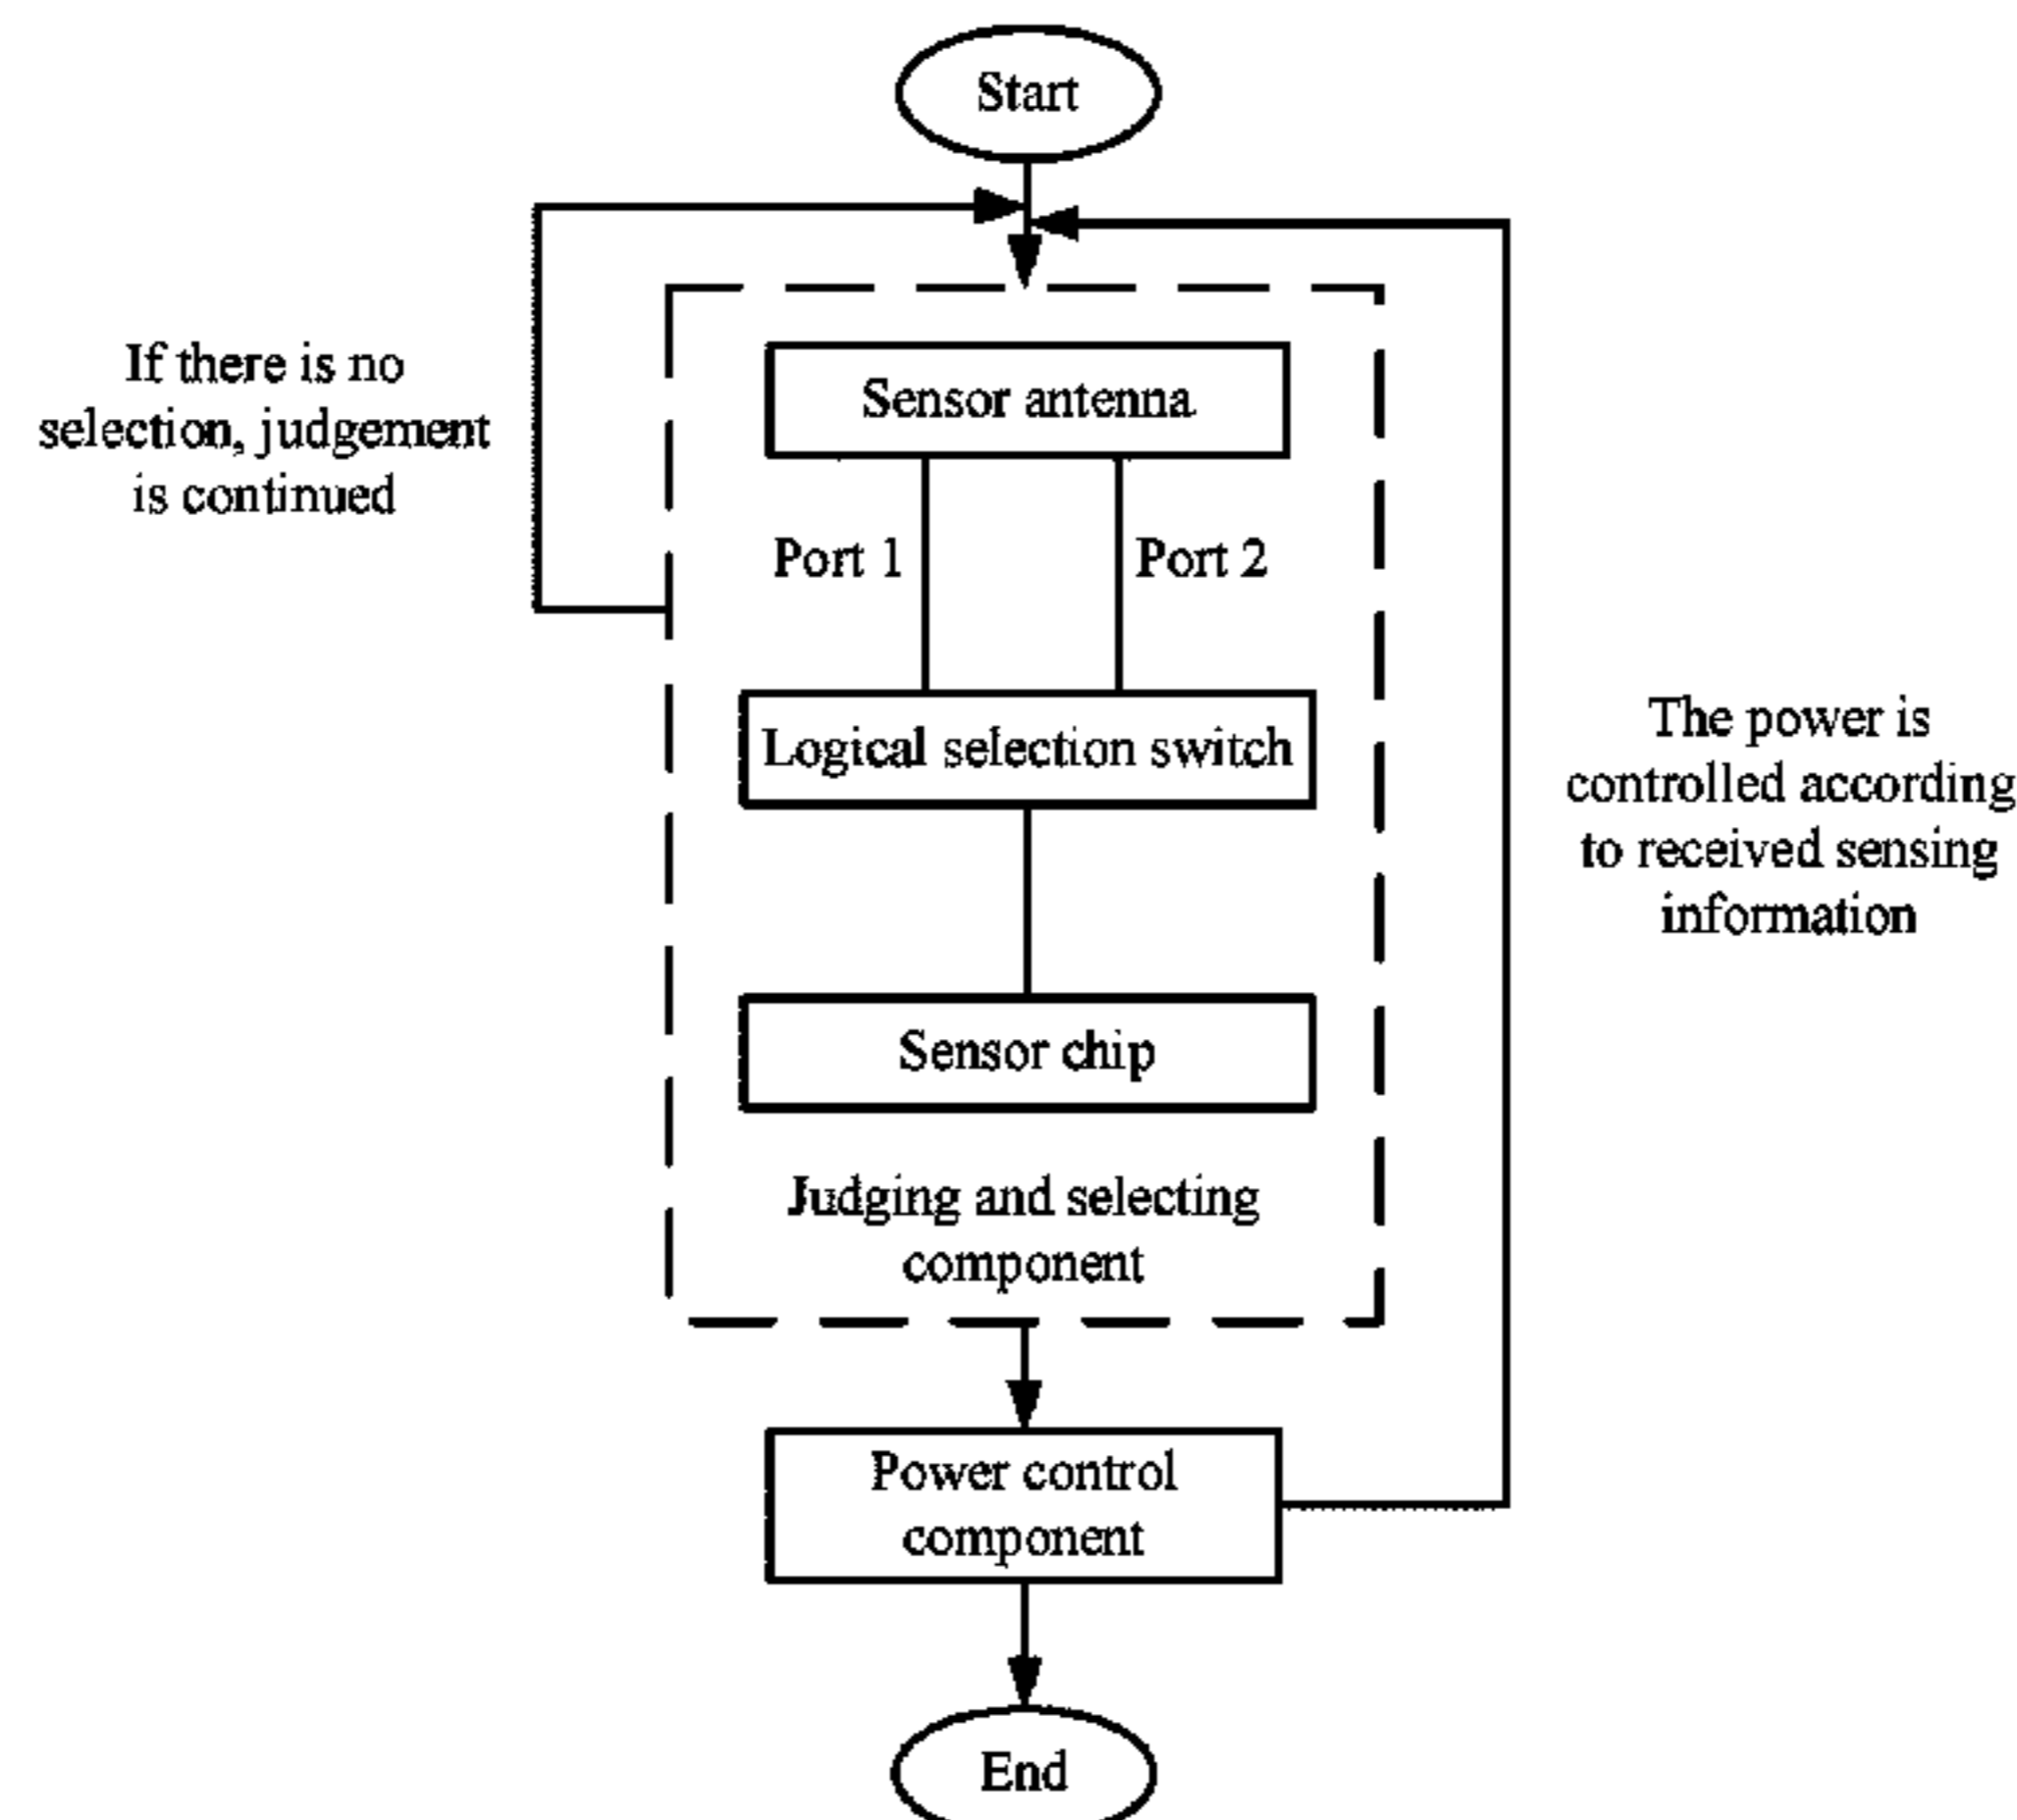 Start
If there is no
selection, judgement
is continued
Sensor antenna
Port 1
Port 2
Logical selection switch
The power is
controlled according
to received sensing
information
Sensor chip
Judging and selecting
component
Power control
component
End